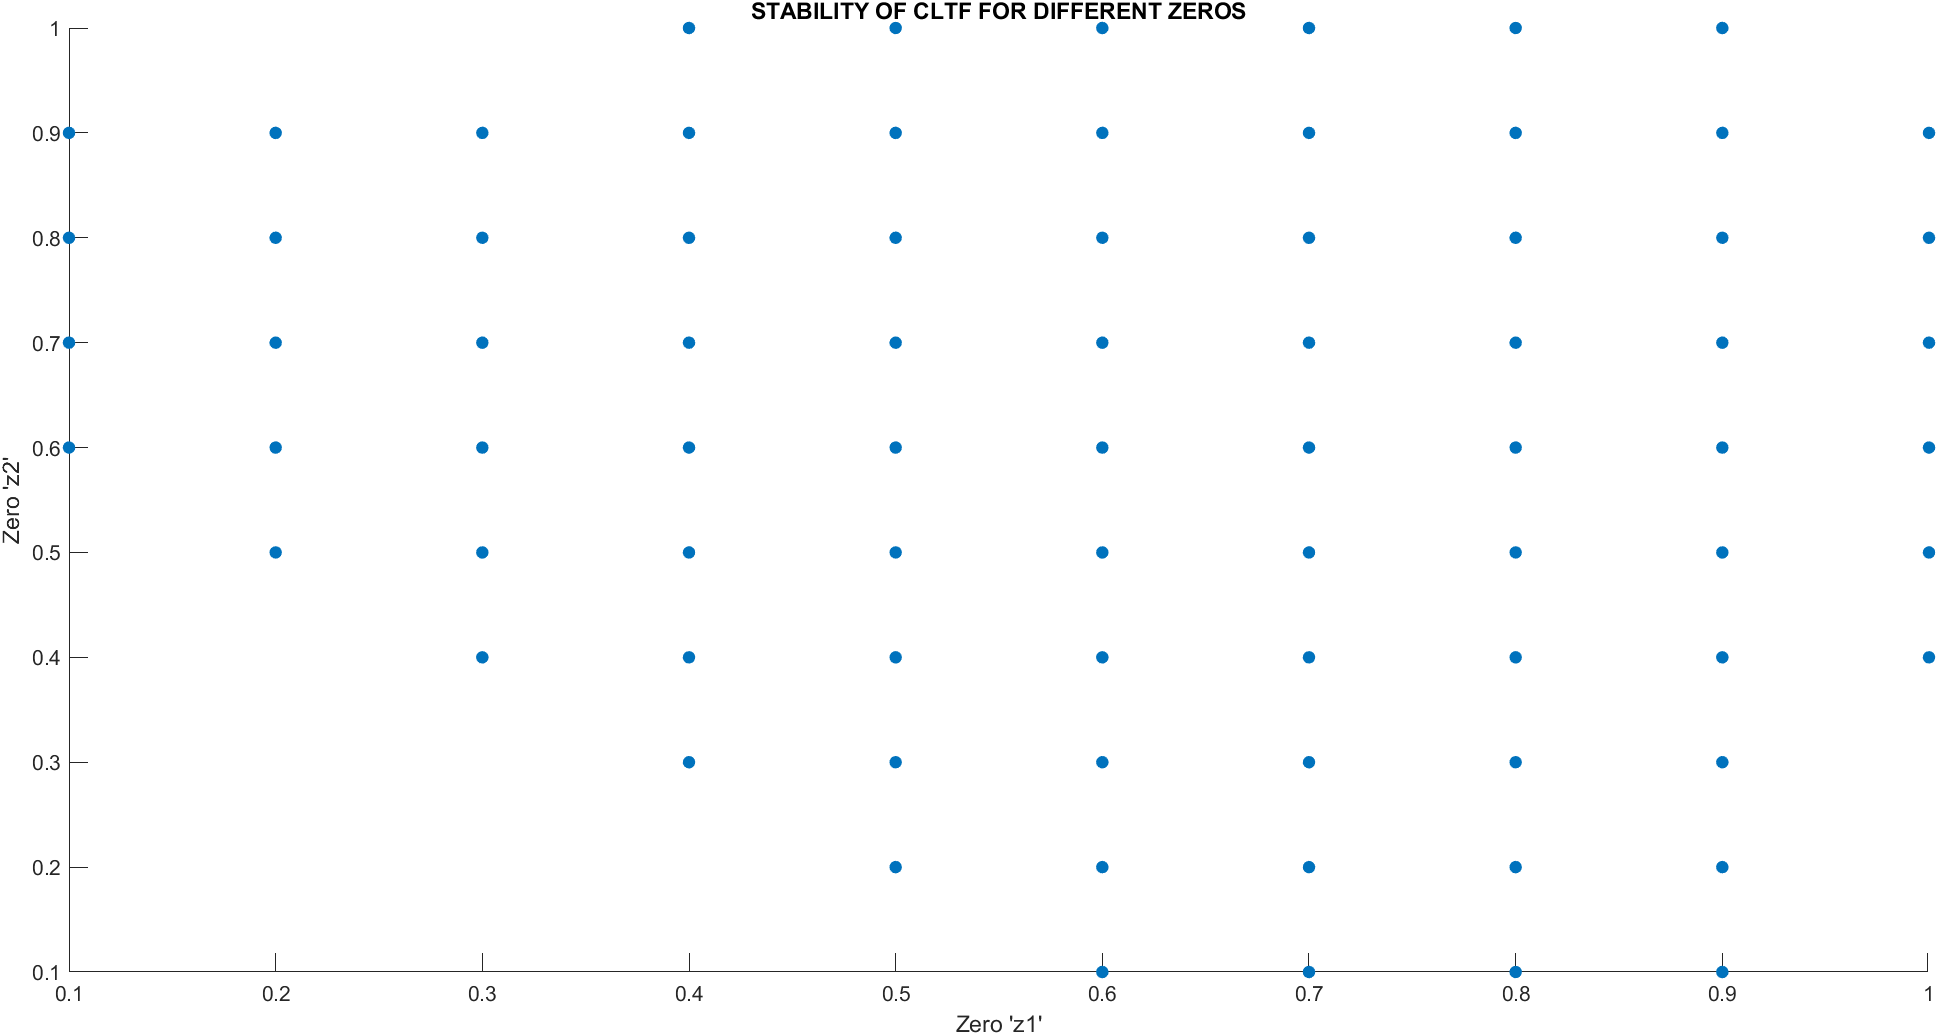 STABILITY OF CLTF FOR DIFFERENT ZEROS
1
0.9
0.8
0.7
0.6
0.5
0.4
0.3
0.2
0.1
Zero 'z2'
0.1 0.2 0.3 0.4 0.5 0.6 0.7 0.8 0.9 1
Zero 'z1'